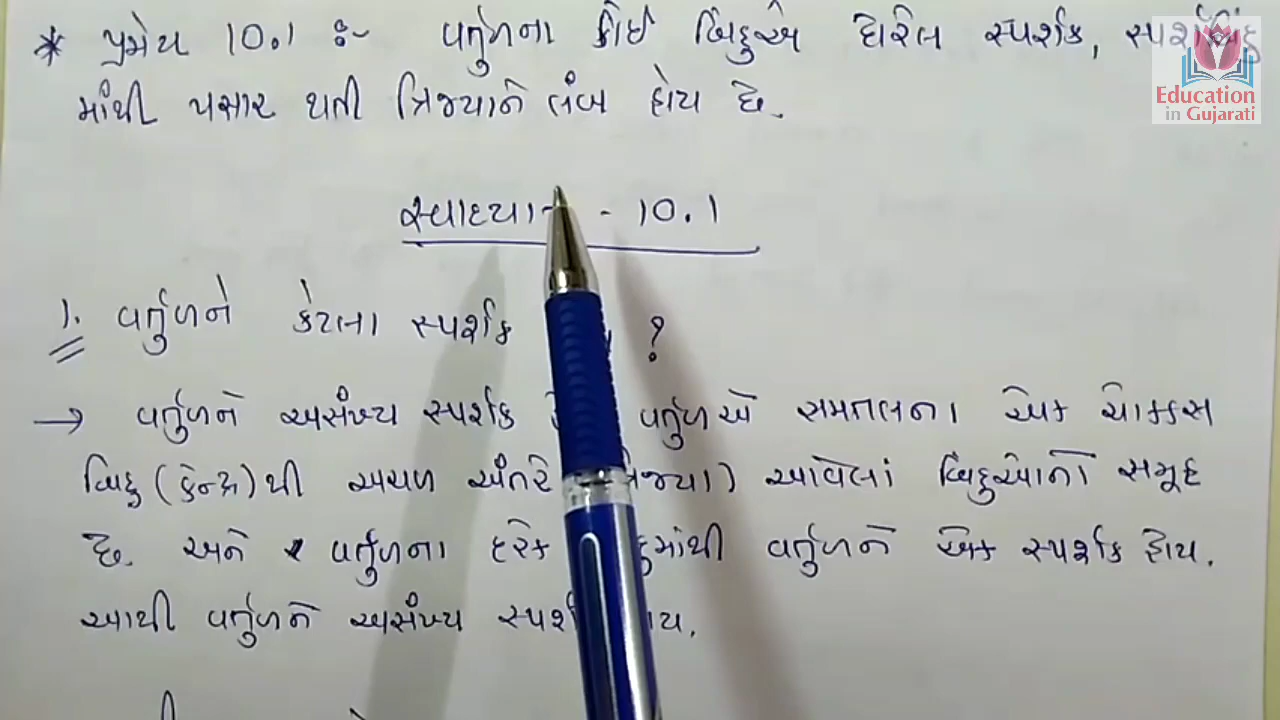 * પ્રમેય 10.1 :- વર્તુળના કોઈ બિંદુએ દોરેલ સ્પર્શક,
માંથી પસાર થતી ત્રિજ્યાને લંબ હોય છે.
Education
in Gujarati
- 10.1
1. વર્તુળને કેટલા સ્પર્શક ?
→ વર્તુળને અસંખ્ય સ્પર્શક વર્તુળએ સમતલના એક ચોક્કસ
બિંદુ (કેન્દ્ર) થી અચળ અંતરે આવેલાં બિંદુઓનો સમૂહ
છે. અને વર્તુળના દરેક વર્તુળને એક સ્પર્શક હોય.
આથી વર્તુળને અસંખ્ય